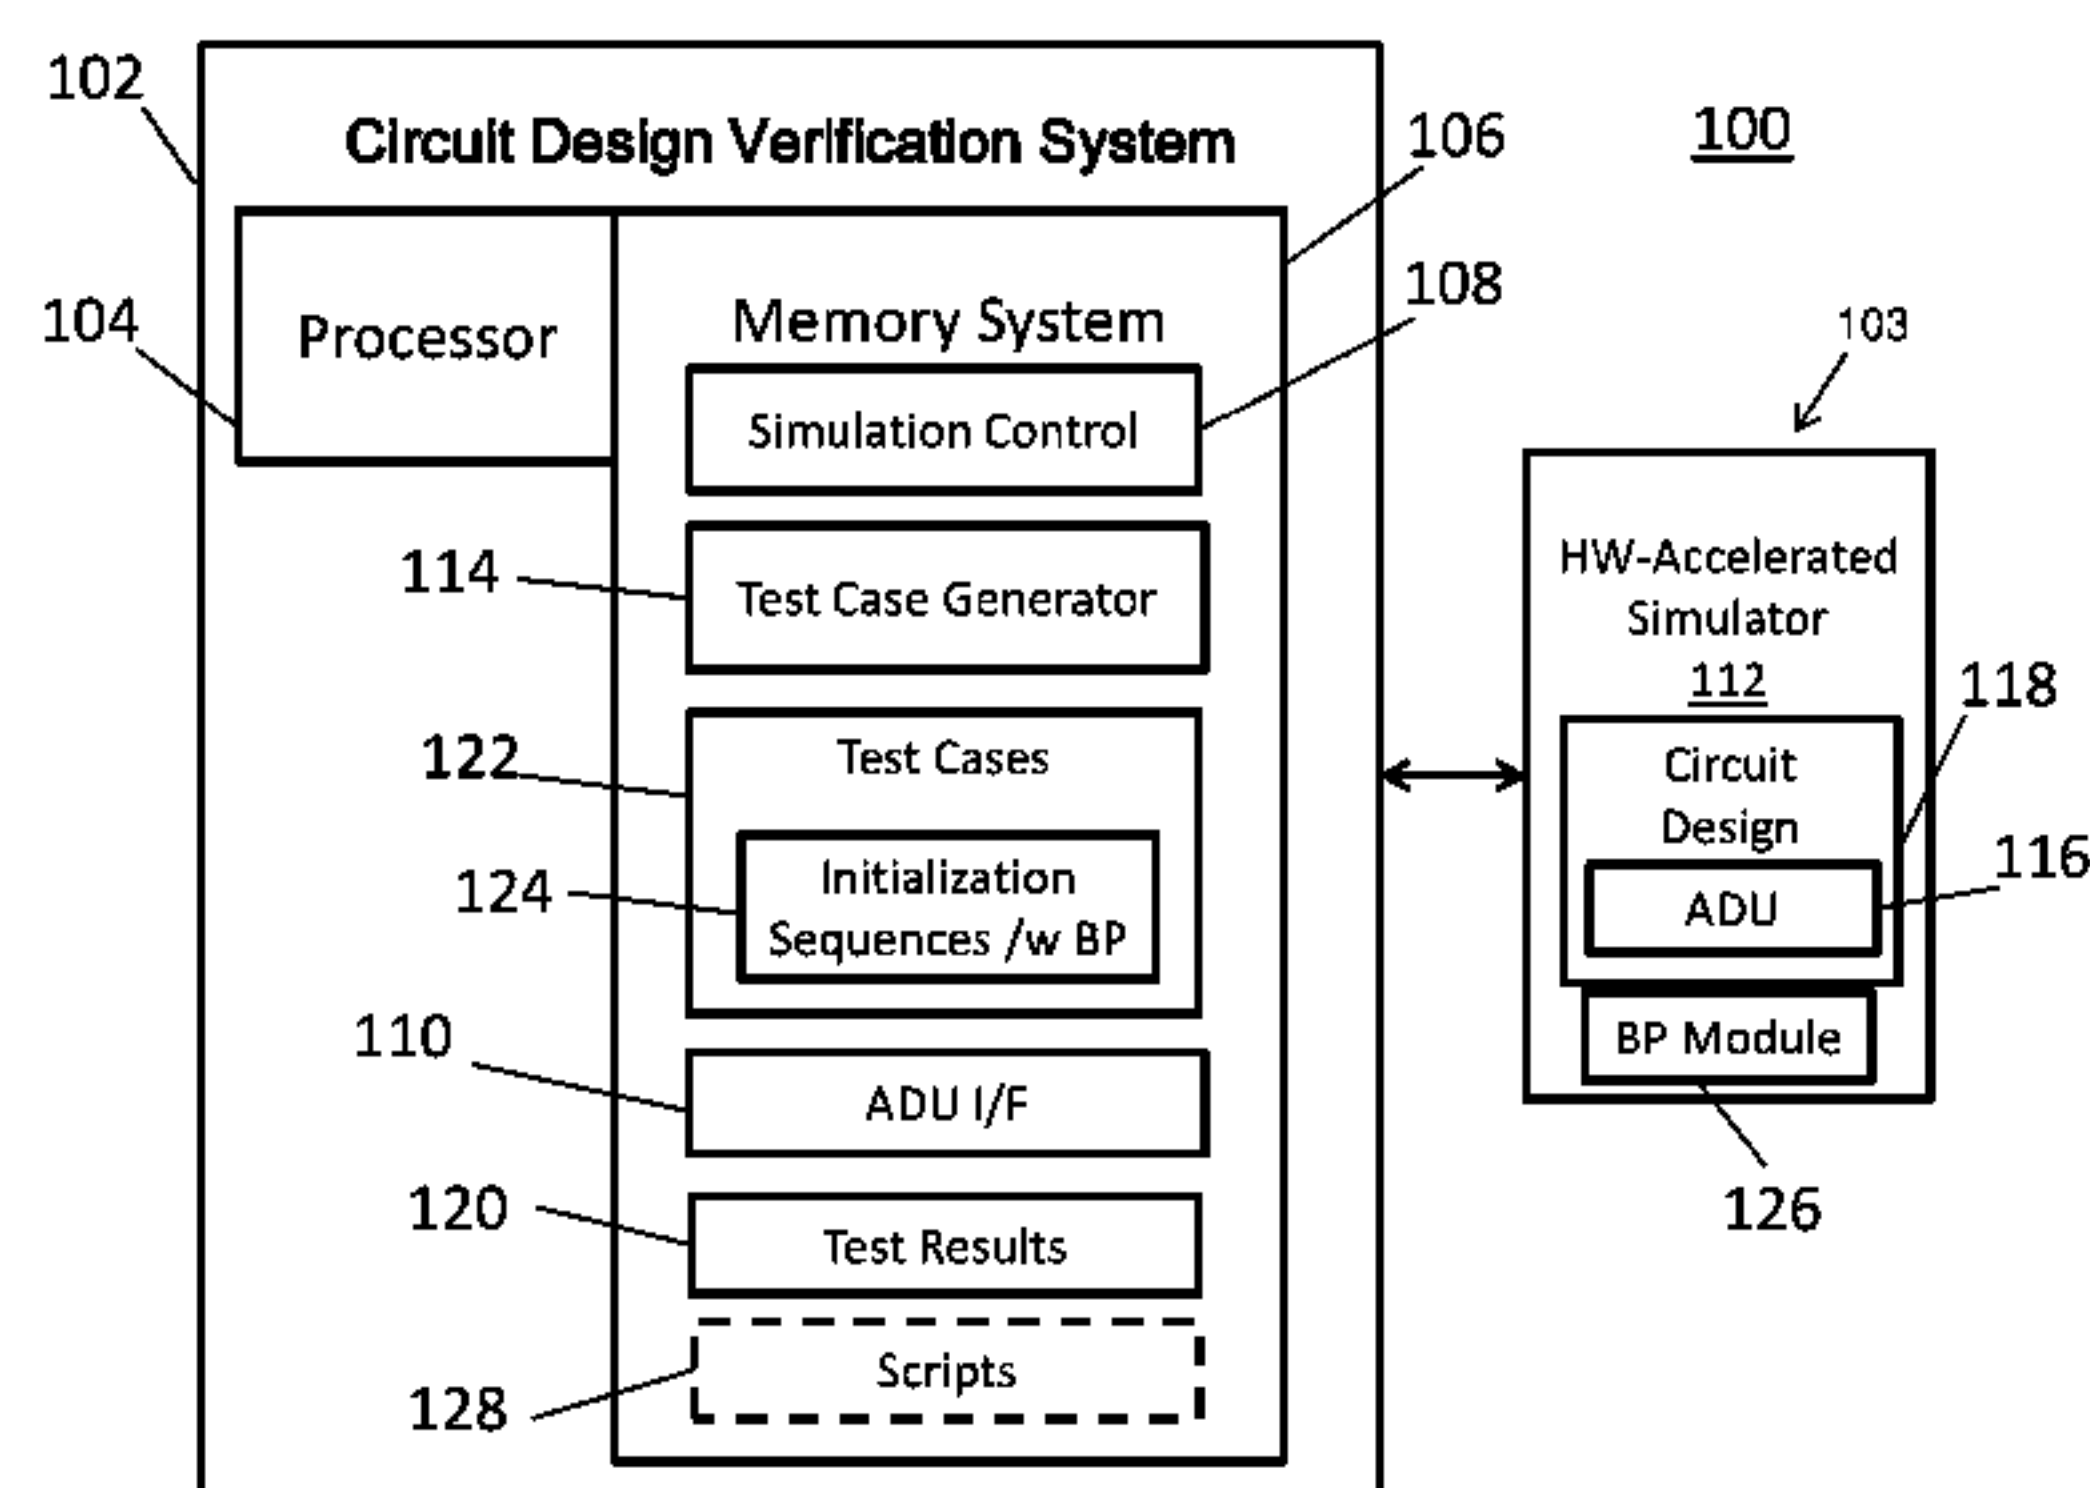 102
Circuit Design Verification System
106
100
104
Processor
Memory System
108
103
Simulation Control
114
Test Case Generator
HW-Accelerated
Simulator
112
118
122
Test Cases
Circuit
Design
116
124
Initialization
Sequences /w BP
ADU
110
ADU I/F
BP Module
126
120
Test Results
128
Scripts